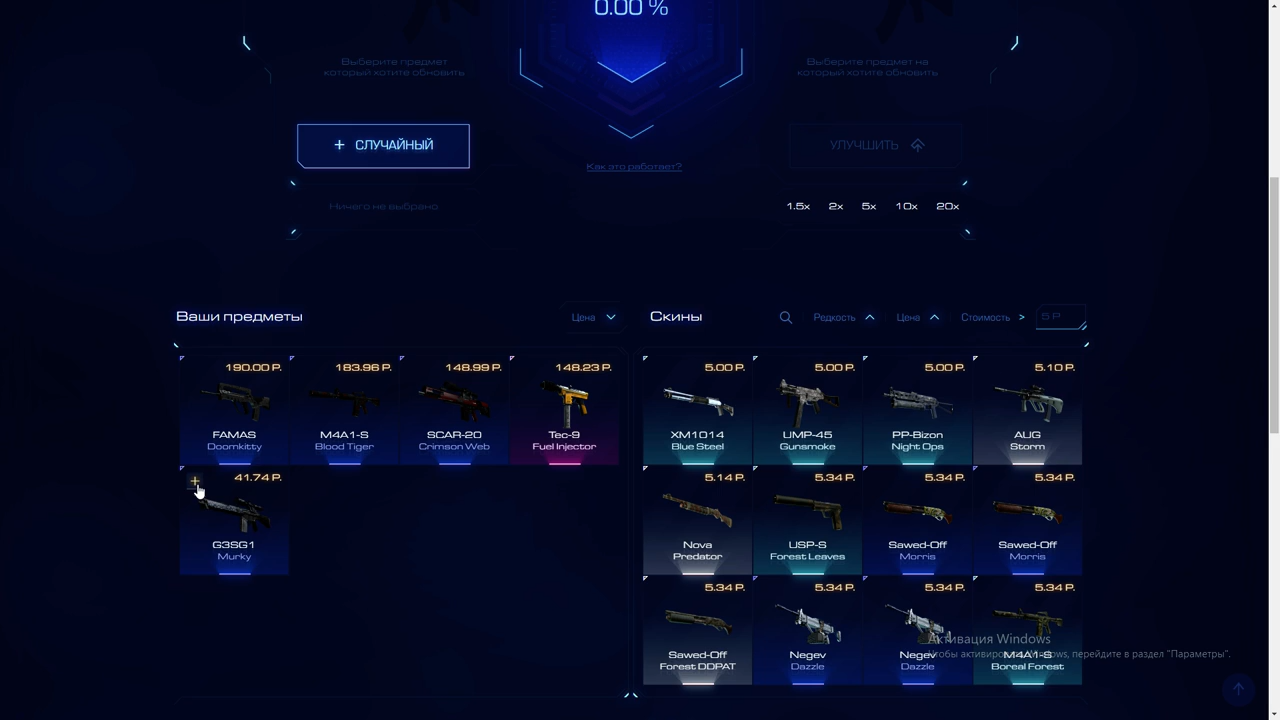 0.00 %
Выберите предмет
который хотите обновить
Выберите предмет на
который хотите обновить
+ СЛУЧАЙНЫЙ
УЛУЧШИТЬ
Как это работает?
Ничего не выбрано
1.5x 2x 5x 10x 20x
Ваши предметы
Цена
Скины
Редкость
Цена
Стоимость >
5 Р
190.00 Р.
FAMAS
Doomkitty
183.96 Р.
M4A1-S
Blood Tiger
148.99 Р.
SCAR-20
Crimson Web
148.23 Р.
Tec-9
Fuel Injector
+
41.74 Р.
G3SG1
Murky
5.00 Р.
XM1014
Blue Steel
5.00 Р.
UMP-45
Gunsmoke
5.00 Р.
PP-Bizon
Night Ops
5.10 Р.
AUG
Storm
5.14 Р.
Nova
Predator
5.34 Р.
USP-S
Forest Leaves
5.34 Р.
Sawed-Off
Morris
5.34 Р.
Sawed-Off
Morris
5.34 Р.
Sawed-Off
Forest DDPAT
5.34 Р.
Negev
Dazzle
5.34 Р.
Negev
Dazzle
5.34 Р.
M4A1-S
Boreal Forest
Активация Windows
Чтобы активировать Windows, перейдите в раздел "Параметры".